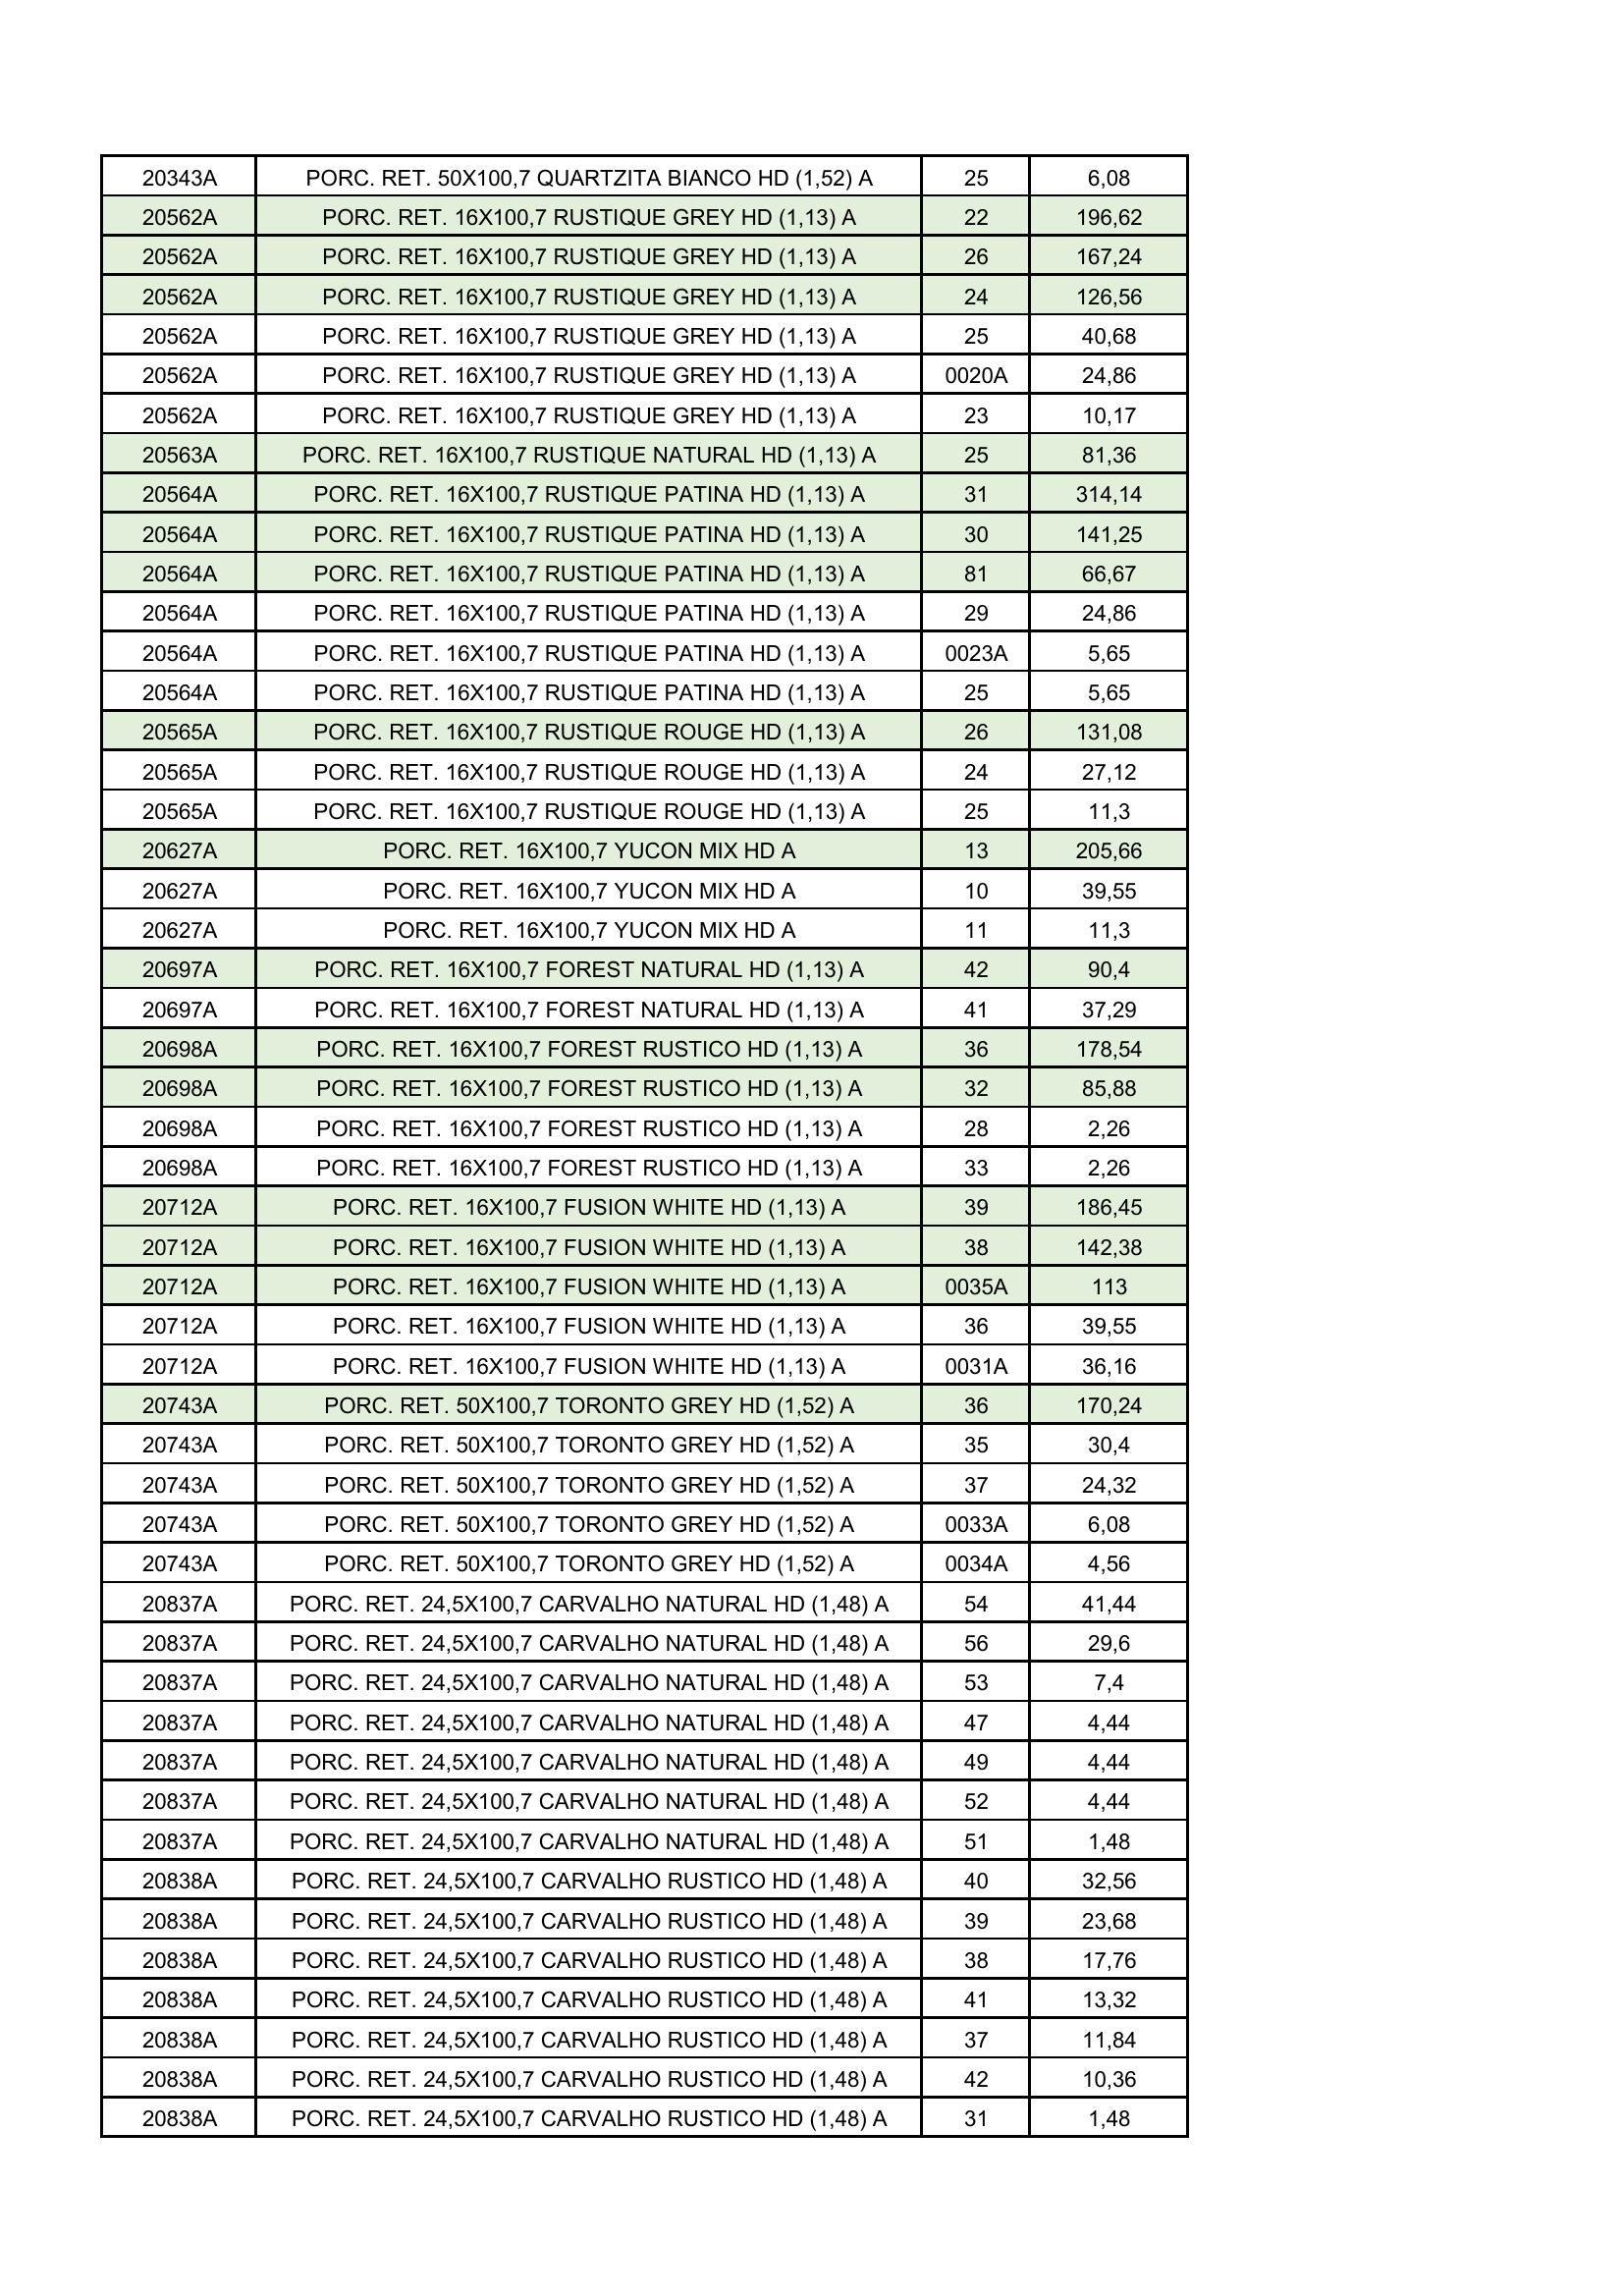 20343A PORC. RET. 50X100,7 QUARTZITA BIANCO HD (1,52) A 25 6,08
20562A PORC. RET. 16X100,7 RUSTIQUE GREY HD (1,13) A 22 196,62
20562A PORC. RET. 16X100,7 RUSTIQUE GREY HD (1,13) A 26 167,24
20562A PORC. RET. 16X100,7 RUSTIQUE GREY HD (1,13) A 24 126,56
20562A PORC. RET. 16X100,7 RUSTIQUE GREY HD (1,13) A 25 40,68
20562A PORC. RET. 16X100,7 RUSTIQUE GREY HD (1,13) A 0020A 24,86
20562A PORC. RET. 16X100,7 RUSTIQUE GREY HD (1,13) A 23 10,17
20563A PORC. RET. 16X100,7 RUSTIQUE NATURAL HD (1,13) A 25 81,36
20564A PORC. RET. 16X100,7 RUSTIQUE PATINA HD (1,13) A 31 314,14
20564A PORC. RET. 16X100,7 RUSTIQUE PATINA HD (1,13) A 30 141,25
20564A PORC. RET. 16X100,7 RUSTIQUE PATINA HD (1,13) A 81 66,67
20564A PORC. RET. 16X100,7 RUSTIQUE PATINA HD (1,13) A 29 24,86
20564A PORC. RET. 16X100,7 RUSTIQUE PATINA HD (1,13) A 0023A 5,65
20564A PORC. RET. 16X100,7 RUSTIQUE PATINA HD (1,13) A 25 5,65
20565A PORC. RET. 16X100,7 RUSTIQUE ROUGE HD (1,13) A 26 131,08
20565A PORC. RET. 16X100,7 RUSTIQUE ROUGE HD (1,13) A 24 27,12
20565A PORC. RET. 16X100,7 RUSTIQUE ROUGE HD (1,13) A 25 11,3
20627A PORC. RET. 16X100,7 YUCON MIX HD A 13 205,66
20627A PORC. RET. 16X100,7 YUCON MIX HD A 10 39,55
20627A PORC. RET. 16X100,7 YUCON MIX HD A 11 11,3
20697A PORC. RET. 16X100,7 FOREST NATURAL HD (1,13) A 42 90,4
20697A PORC. RET. 16X100,7 FOREST NATURAL HD (1,13) A 41 37,29
20698A PORC. RET. 16X100,7 FOREST RUSTICO HD (1,13) A 36 178,54
20698A PORC. RET. 16X100,7 FOREST RUSTICO HD (1,13) A 32 85,88
20698A PORC. RET. 16X100,7 FOREST RUSTICO HD (1,13) A 28 2,26
20698A PORC. RET. 16X100,7 FOREST RUSTICO HD (1,13) A 33 2,26
20712A PORC. RET. 16X100,7 FUSION WHITE HD (1,13) A 39 186,45
20712A PORC. RET. 16X100,7 FUSION WHITE HD (1,13) A 38 142,38
20712A PORC. RET. 16X100,7 FUSION WHITE HD (1,13) A 0035A 113
20712A PORC. RET. 16X100,7 FUSION WHITE HD (1,13) A 36 39,55
20712A PORC. RET. 16X100,7 FUSION WHITE HD (1,13) A 0031A 36,16
20743A PORC. RET. 50X100,7 TORONTO GREY HD (1,52) A 36 170,24
20743A PORC. RET. 50X100,7 TORONTO GREY HD (1,52) A 35 30,4
20743A PORC. RET. 50X100,7 TORONTO GREY HD (1,52) A 37 24,32
20743A PORC. RET. 50X100,7 TORONTO GREY HD (1,52) A 0033A 6,08
20743A PORC. RET. 50X100,7 TORONTO GREY HD (1,52) A 0034A 4,56
20837A PORC. RET. 24,5X100,7 CARVALHO NATURAL HD (1,48) A 54 41,44
20837A PORC. RET. 24,5X100,7 CARVALHO NATURAL HD (1,48) A 56 29,6
20837A PORC. RET. 24,5X100,7 CARVALHO NATURAL HD (1,48) A 53 7,4
20837A PORC. RET. 24,5X100,7 CARVALHO NATURAL HD (1,48) A 47 4,44
20837A PORC. RET. 24,5X100,7 CARVALHO NATURAL HD (1,48) A 49 4,44
20837A PORC. RET. 24,5X100,7 CARVALHO NATURAL HD (1,48) A 52 4,44
20837A PORC. RET. 24,5X100,7 CARVALHO NATURAL HD (1,48) A 51 1,48
20838A PORC. RET. 24,5X100,7 CARVALHO RUSTICO HD (1,48) A 40 32,56
20838A PORC. RET. 24,5X100,7 CARVALHO RUSTICO HD (1,48) A 39 23,68
20838A PORC. RET. 24,5X100,7 CARVALHO RUSTICO HD (1,48) A 38 17,76
20838A PORC. RET. 24,5X100,7 CARVALHO RUSTICO HD (1,48) A 41 13,32
20838A PORC. RET. 24,5X100,7 CARVALHO RUSTICO HD (1,48) A 37 11,84
20838A PORC. RET. 24,5X100,7 CARVALHO RUSTICO HD (1,48) A 42 10,36
20838A PORC. RET. 24,5X100,7 CARVALHO RUSTICO HD (1,48) A 31 1,48